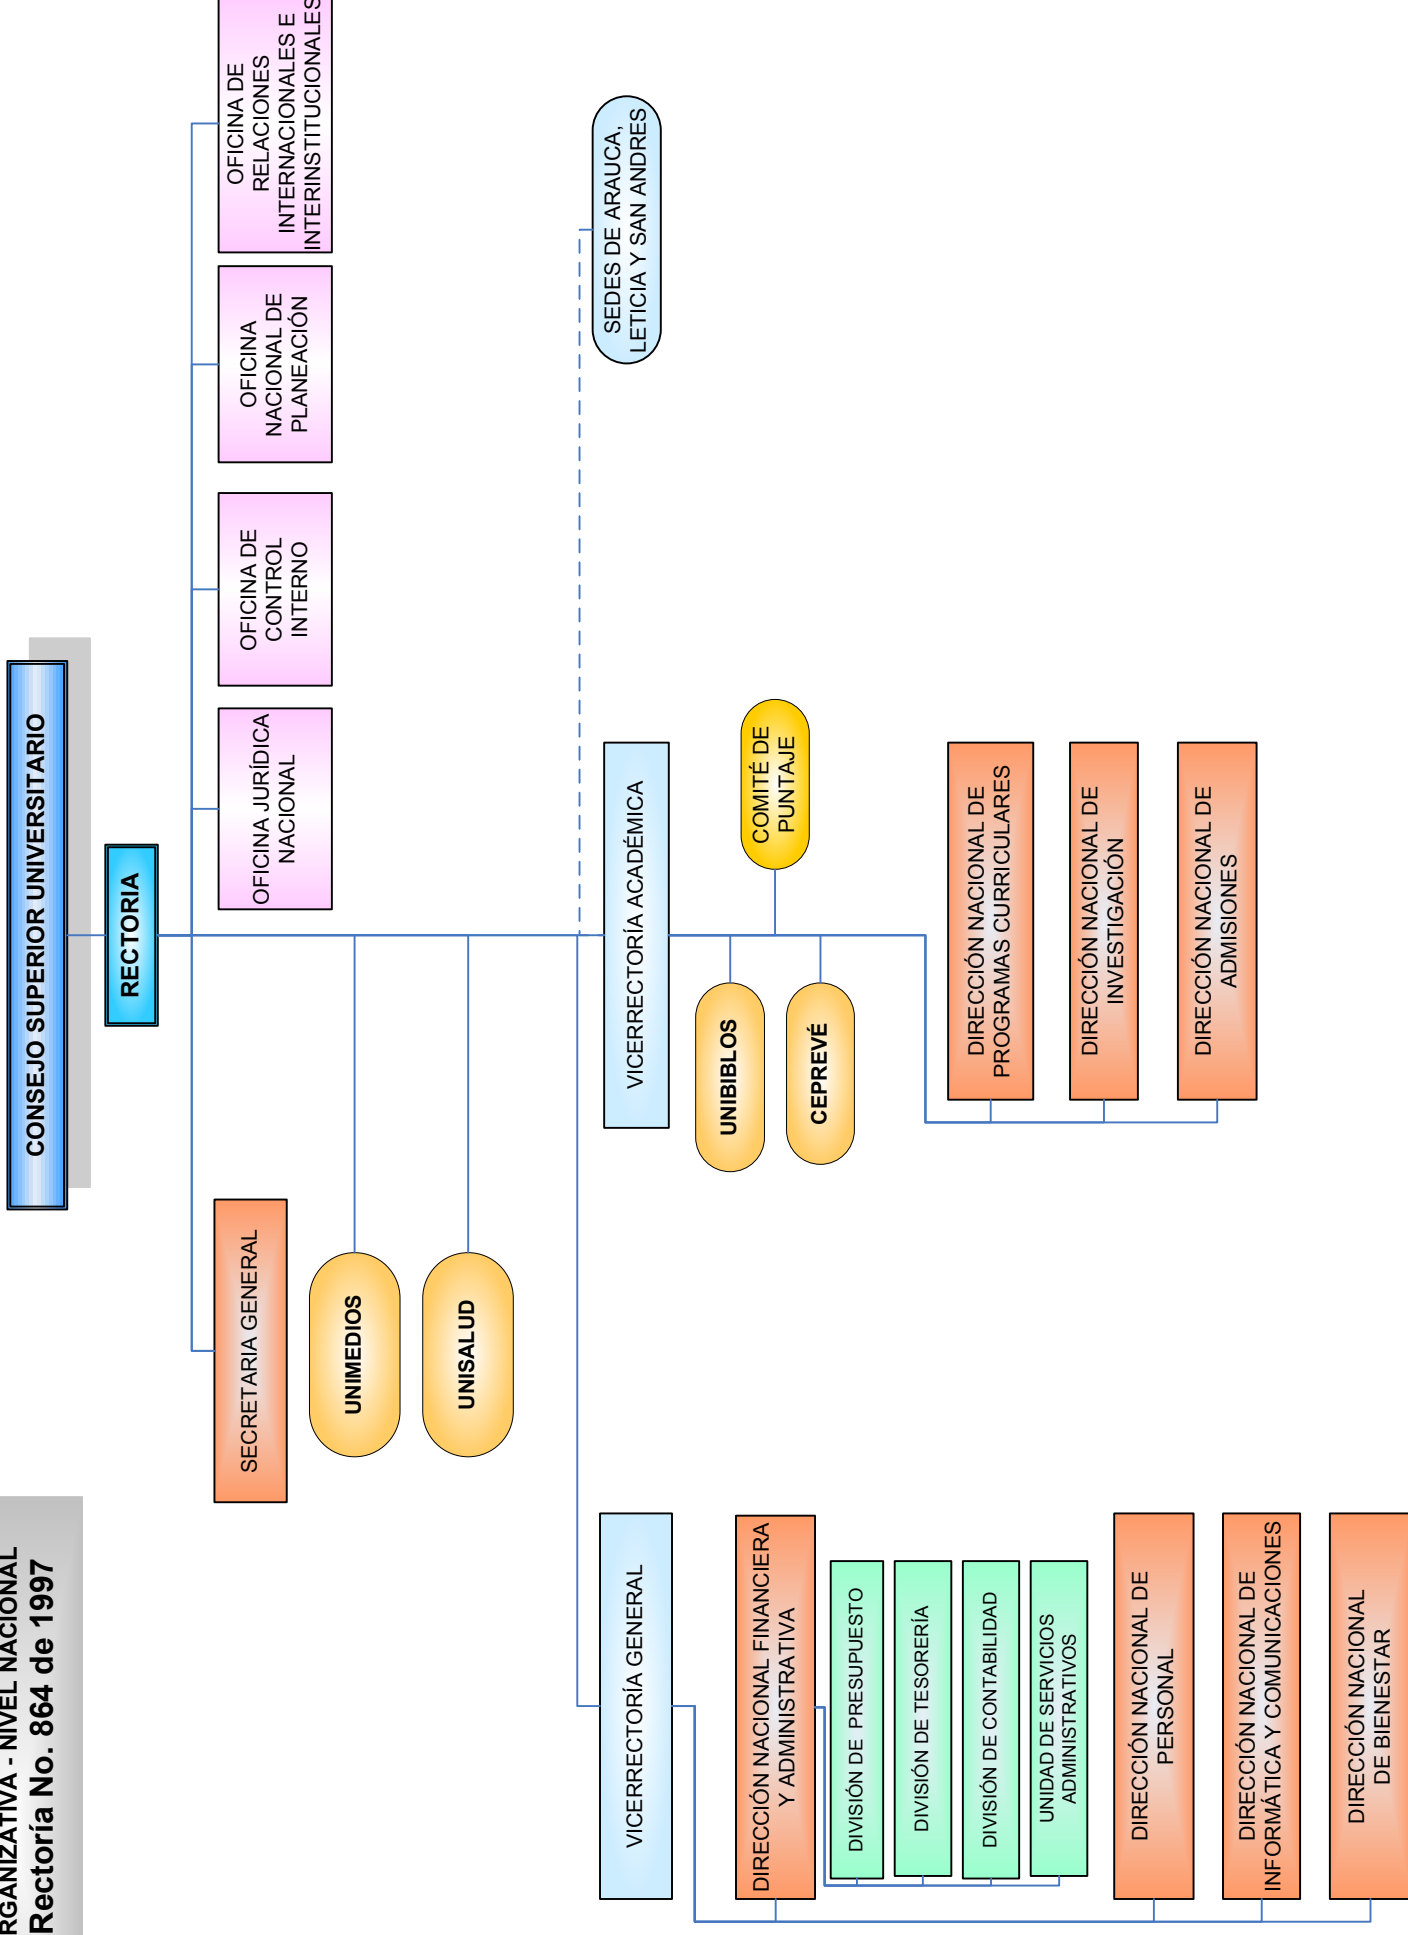 RGANIZATIVA - NIVEL NACIONAL
Rectoría No. 864 de 1997
CONSEJO SUPERIOR UNIVERSITARIO
RECTORIA
SECRETARIA GENERAL
OFICINA JURÍDICA
NACIONAL
OFICINA DE
CONTROL
INTERNO
OFICINA
NACIONAL DE
PLANEACIÓN
OFICINA DE
RELACIONES
INTERNACIONALES E
INTERINSTITUCIONALES
UNIMEDIOS
UNISALUD
VICERRECTORÍA GENERAL
VICERRECTORÍA ACADÉMICA
SEDES DE ARAUCA,
LETICIA Y SAN ANDRES
DIRECCIÓN NACIONAL FINANCIERA
Y ADMINISTRATIVA
DIVISIÓN DE PRESUPUESTO
DIVISIÓN DE TESORERÍA
DIVISIÓN DE CONTABILIDAD
UNIDAD DE SERVICIOS
ADMINISTRATIVOS
DIRECCIÓN NACIONAL DE
PERSONAL
DIRECCIÓN NACIONAL DE
INFORMÁTICA Y COMUNICACIONES
DIRECCIÓN NACIONAL
DE BIENESTAR
UNIBIBLOS
COMITÉ DE
PUNTAJE
CEPREVÉ
DIRECCIÓN NACIONAL DE
PROGRAMAS CURRICULARES
DIRECCIÓN NACIONAL DE
INVESTIGACIÓN
DIRECCIÓN NACIONAL DE
ADMISIONES